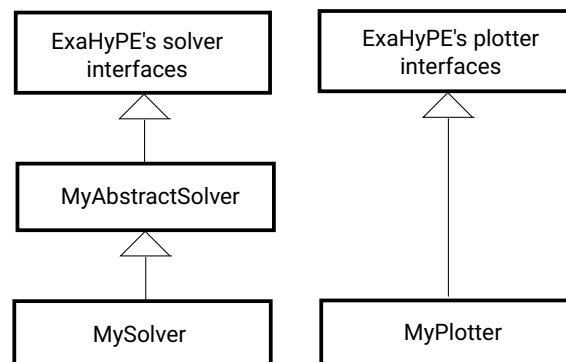 ExaHyPE's solver
interfaces
ExaHyPE's plotter
interfaces
MyAbstractSolver
MySolver
MyPlotter